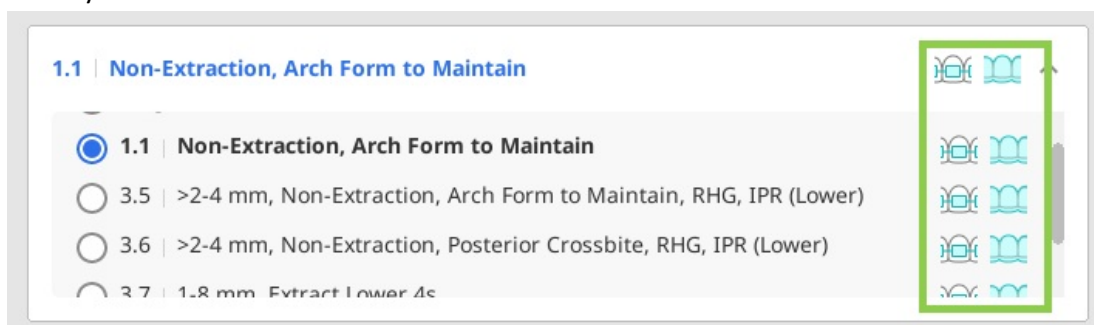 1.1 | Non-Extraction, Arch Form to Maintain
1.1 | Non-Extraction, Arch Form to Maintain
3.5 | >2-4 mm, Non-Extraction, Arch Form to Maintain, RHG, IPR (Lower)
3.6 | >2-4 mm, Non-Extraction, Posterior Crossbite, RHG, IPR (Lower)
3.7 | 1-8 mm, Extract Lower 4s